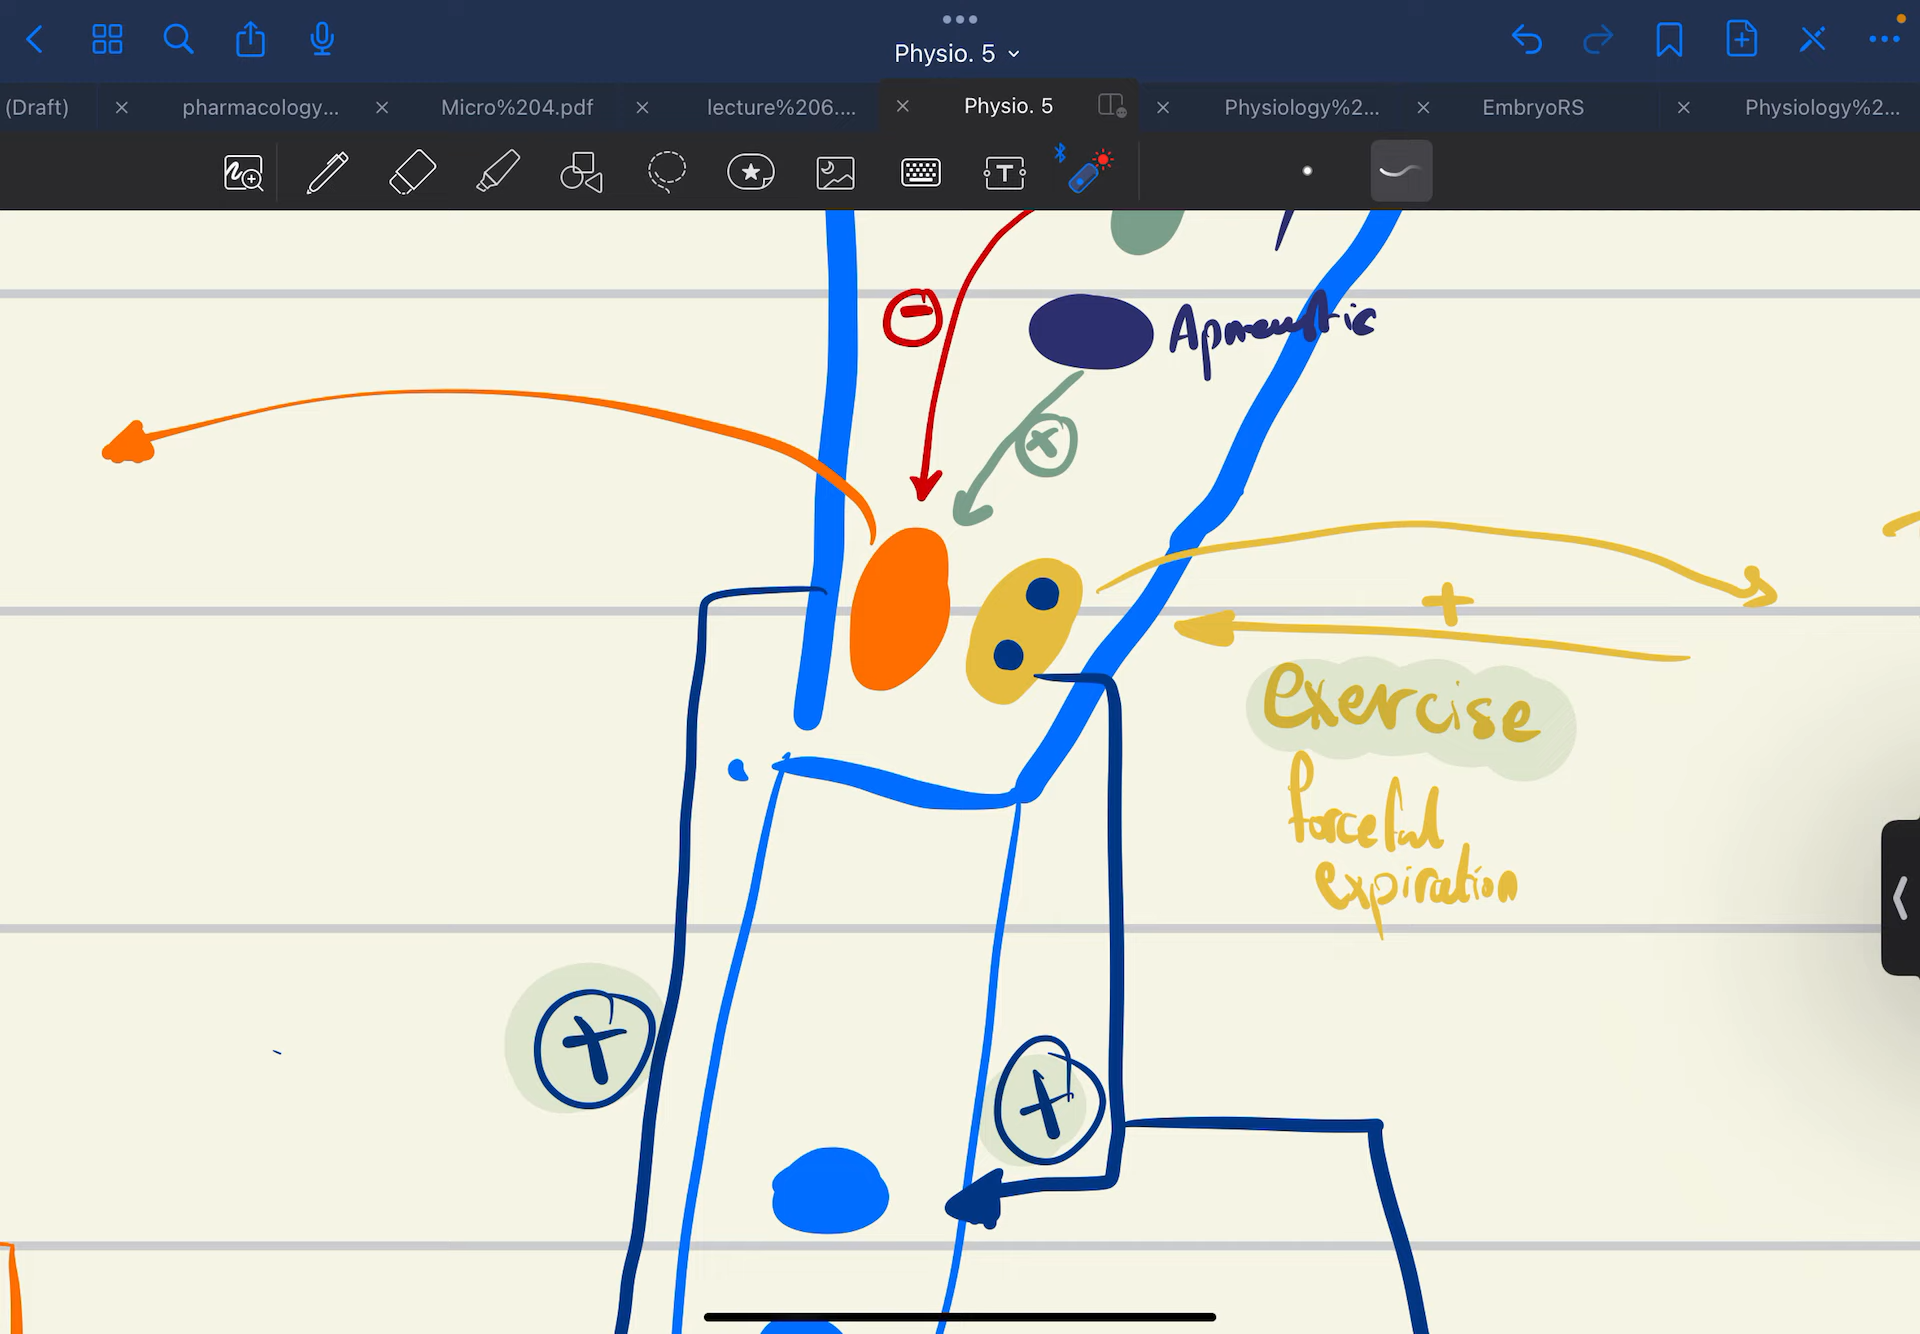 Physio. 5
(Draft)
pharmacology...
Micro%204.pdf
lecture%206....
Physio. 5
Physiology%2...
EmbryoRS
Physiology%2...
T
Apneustic
exercise
forceful
expiration